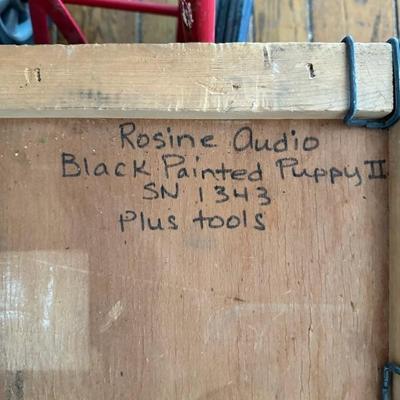 Rosine Audio
Black Painted Puppy II
SN 1343
Plus tools